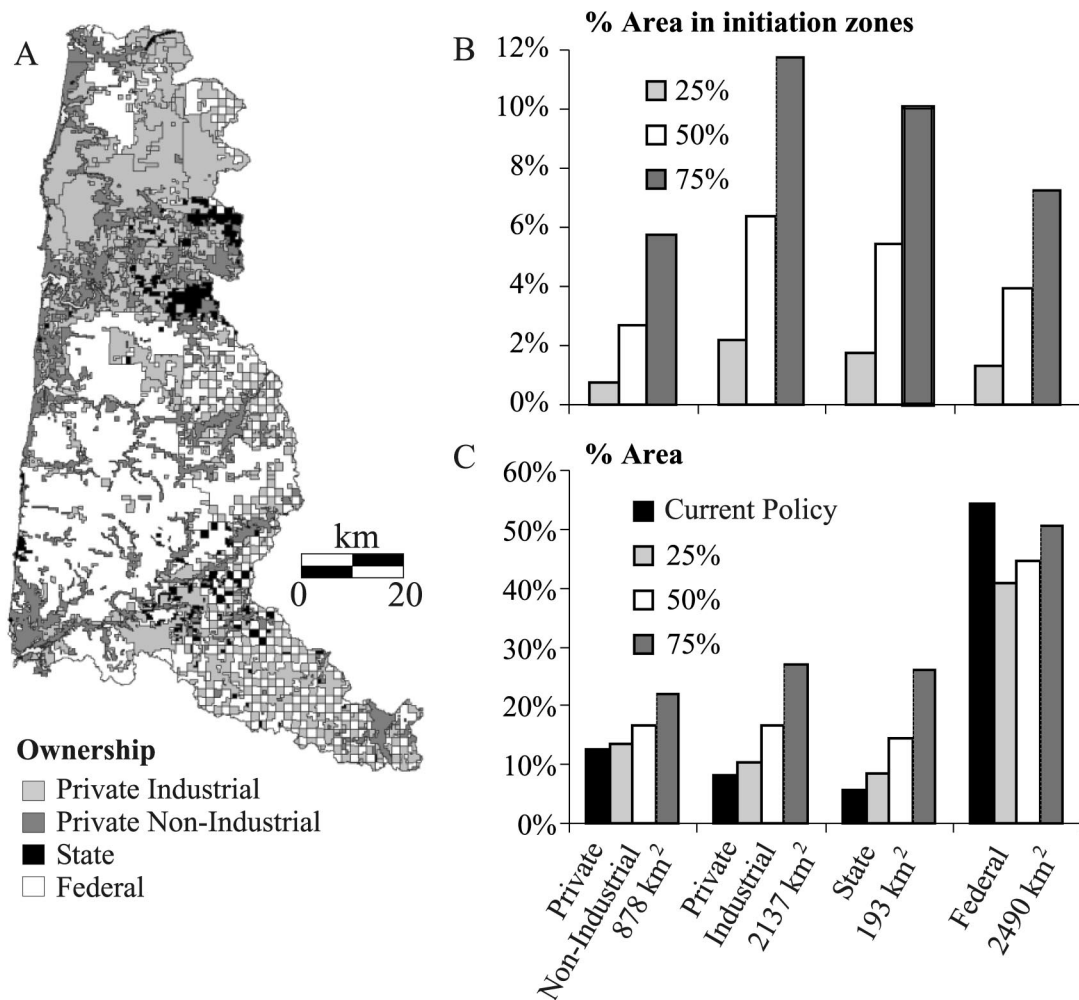 A
km
0 20
Ownership
Private Industrial
Private Non-Industrial
State
Federal
B
% Area in initiation zones
12%
10%
8%
6%
4%
2%
0%
25%
50%
75%
C
% Area
60%
50%
40%
30%
20%
10%
0%
Current Policy
25%
50%
75%
Private
Non-Industrial
878 km²
Private
Industrial
2137 km²
State
193 km²
Federal
2490 km²